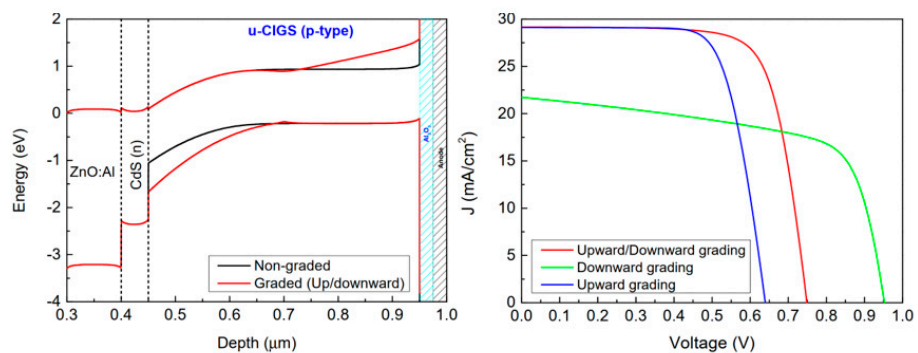 u-CIGS (p-type)
ZnO:Al
CdS (n)
Al₂O₃
Anode
Non-graded
Graded (Up/downward)
2
1
0
-1
-2
-3
-4
Energy (eV)
0.3 0.4 0.5 0.6 0.7 0.8 0.9 1.0
Depth (μm)
30
25
20
15
10
5
0
J (mA/cm²)
Upward/Downward grading
Downward grading
Upward grading
0.0 0.1 0.2 0.3 0.4 0.5 0.6 0.7 0.8 0.9 1.0
Voltage (V)